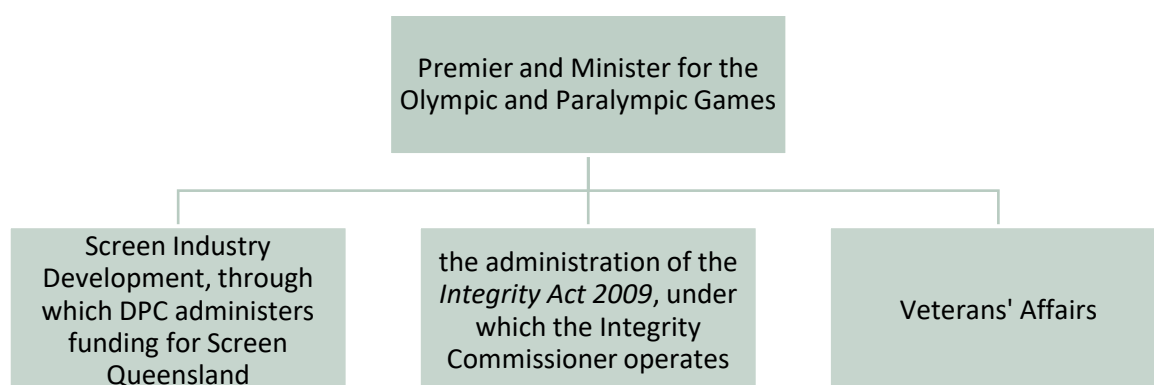 Premier and Minister for the
Olympic and Paralympic Games
Screen Industry
Development, through
which DPC administers
funding for Screen
Queensland
the administration of the
Integrity Act 2009, under
which the Integrity
Commissioner operates
Veterans' Affairs